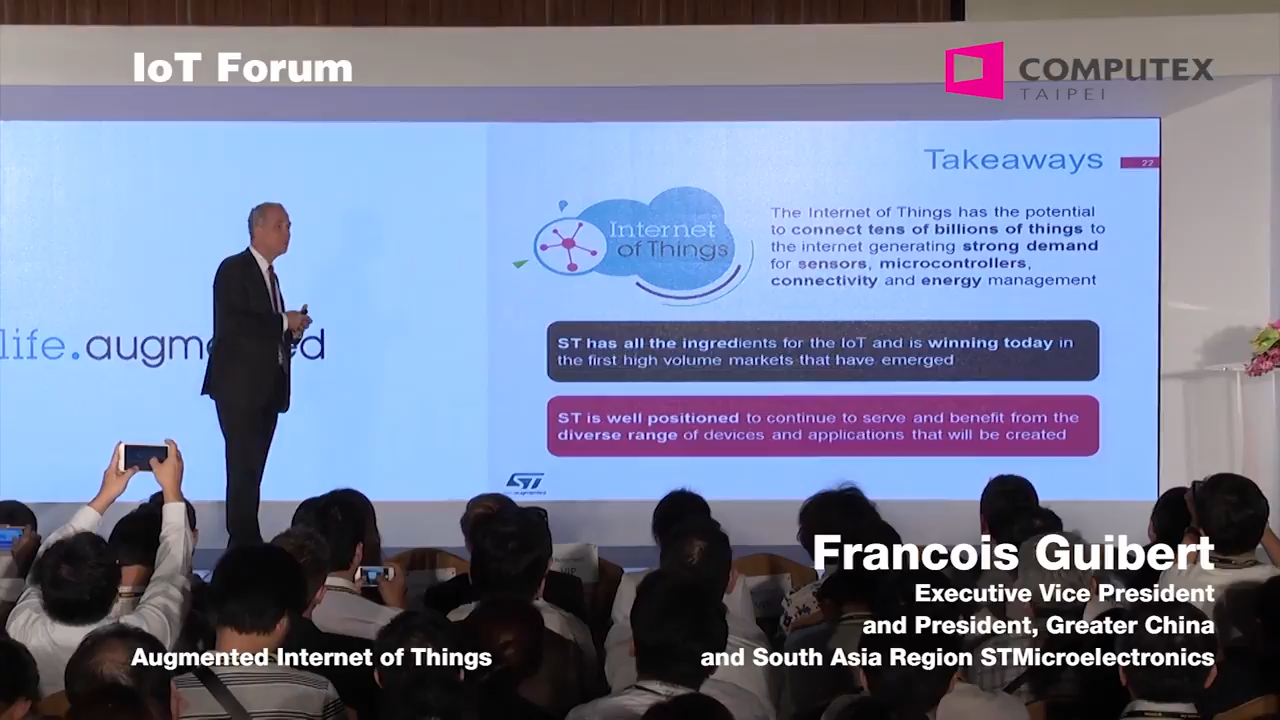 IoT Forum
COMPUTEX
TAIPEI
Takeaways
22
Internet
of Things
The Internet of Things has the potential
to connect tens of billions of things to
the internet generating strong demand
for sensors, microcontrollers,
connectivity and energy management
life.augmented
ST has all the ingredients for the IoT and is winning today in
the first high volume markets that have emerged
ST is well positioned to continue to serve and benefit from the
diverse range of devices and applications that will be created
ST
life.augmented
VIP
Francois Guibert
Executive Vice President
and President, Greater China
and South Asia Region STMicroelectronics
Augmented Internet of Things